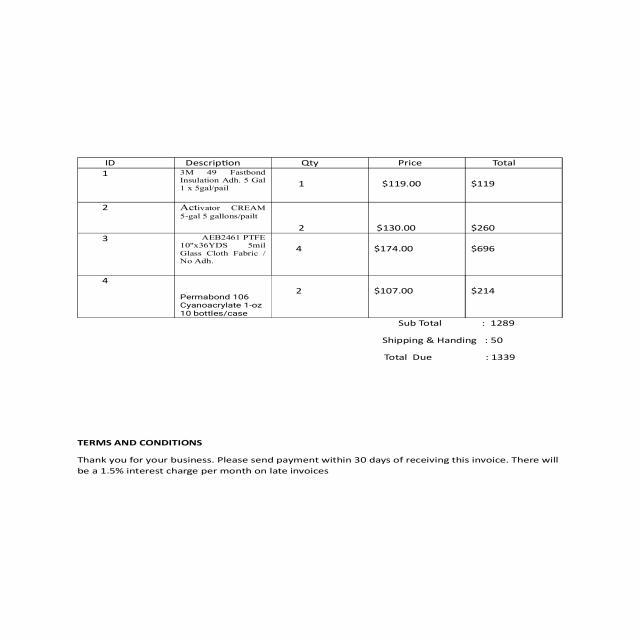 ID Description Qty Price Total
1 3M 49 Fastbond
Insulation Adh. 5 Gal
1 x 5gal/pail
1 $119.00 $119
2 Activator CREAM
5-gal 5 gallons/pailt
2 $130.00 $260
3 AEB2461 PTFE
10"x36YDS 5mil
4 $174.00 $696
Glass Cloth Fabric /
No Adh.
4
2 $107.00 $214
Permabond 106
Cyanoacrylate 1-oz
10 bottles/case
Sub Total : 1289
Shipping & Handing : 50
Total Due : 1339
TERMS AND CONDITIONS
Thank you for your business. Please send payment within 30 days of receiving this invoice. There will
be a 1.5% interest charge per month on late invoices